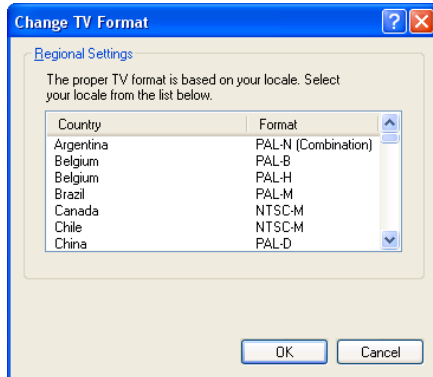 Change TV Format
Regional Settings
The proper TV format is based on your locale. Select
your locale from the list below.
Country Format
Argentina PAL-N (Combination)
Belgium PAL-B
Belgium PAL-H
Brazil PAL-M
Canada NTSC-M
Chile NTSC-M
China PAL-D
OK Cancel